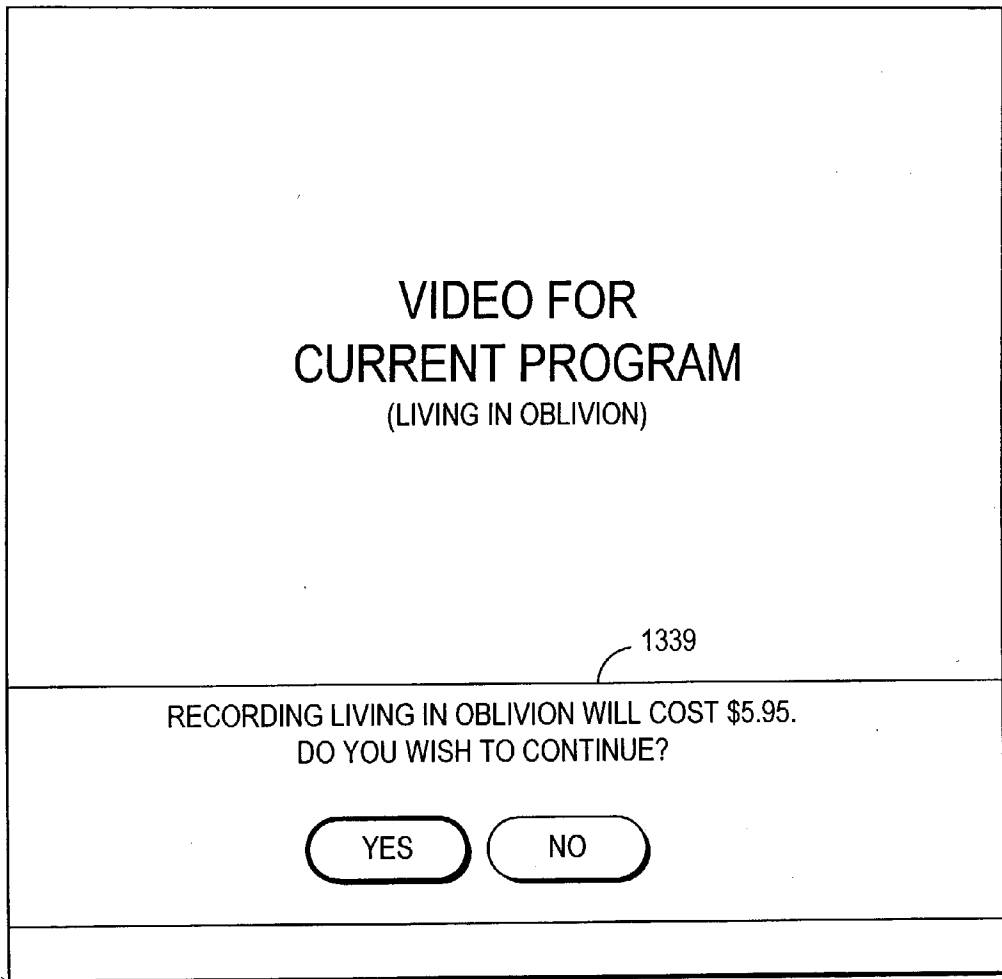 VIDEO FOR
CURRENT PROGRAM
(LIVING IN OBLIVION)
1339
RECORDING LIVING IN OBLIVION WILL COST $5.95.
DO YOU WISH TO CONTINUE?
YES NO